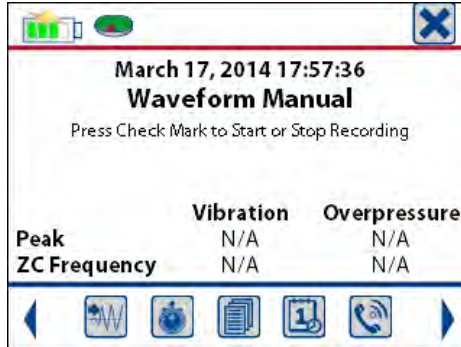 March 17, 2014 17:57:36
Waveform Manual
Press Check Mark to Start or Stop Recording
Vibration Overpressure
Peak N/A N/A
ZC Frequency N/A N/A
1